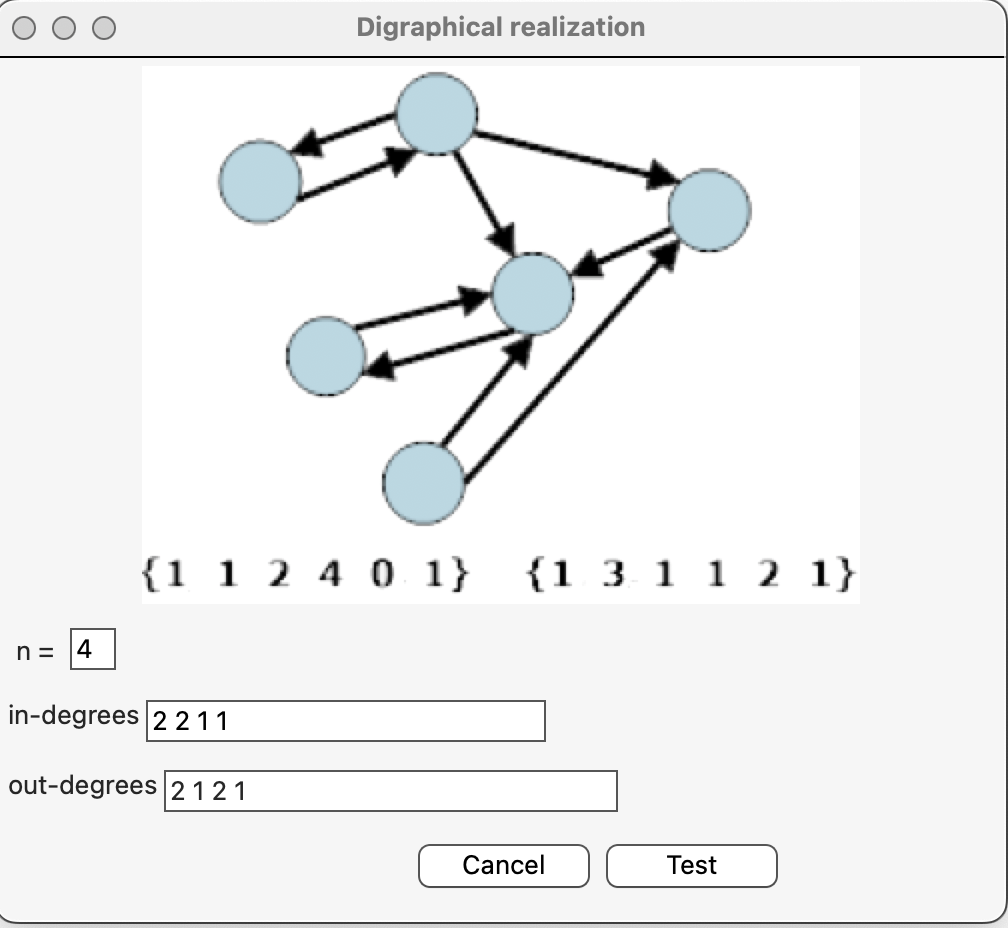 Digraphical realization
{1 1 2 4 0 1} {1 3 1 1 2 1}
n = 4
in-degrees 2 2 1 1
out-degrees 2 1 2 1
Cancel Test